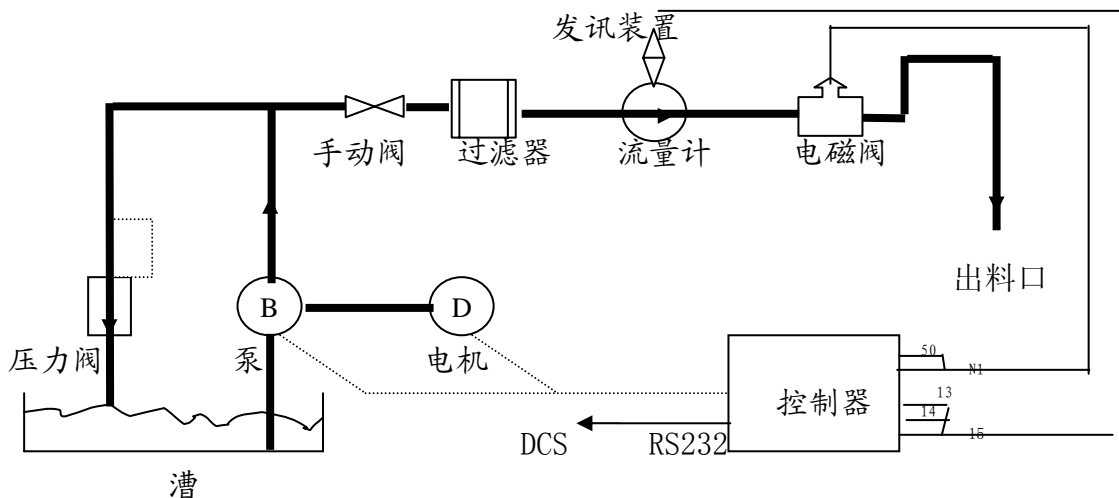 发讯装置
手动阀
过滤器
流量计
电磁阀
出料口
B
D
压力阀
泵
电机
控制器
50
N1
13
14
15
DCS
RS232
漕